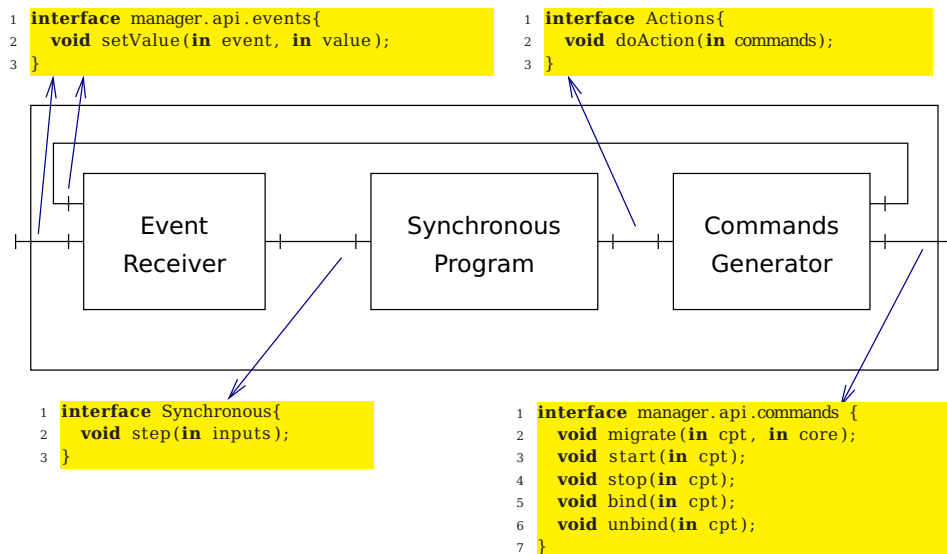 1 interface manager.api.events{
2 void setValue(in event, in value);
3 }
1 interface Actions{
2 void doAction(in commands);
3 }
Event
Receiver
Synchronous
Program
Commands
Generator
1 interface Synchronous{
2 void step(in inputs);
3 }
1 interface manager.api.commands {
2 void migrate(in cpt, in core);
3 void start(in cpt);
4 void stop(in cpt);
5 void bind(in cpt);
6 void unbind(in cpt);
7 }